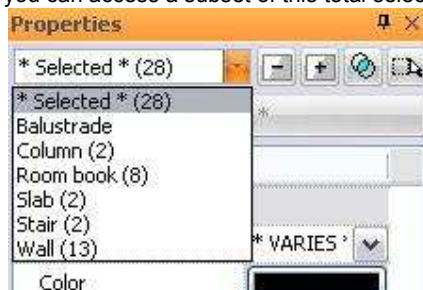 you can access a subset of this total selec
Properties
* Selected * (28)
* Selected * (28)
Balustrade
Column (2)
Room book (8)
Slab (2)
Stair (2)
Wall (13)
* VARIES *
Color